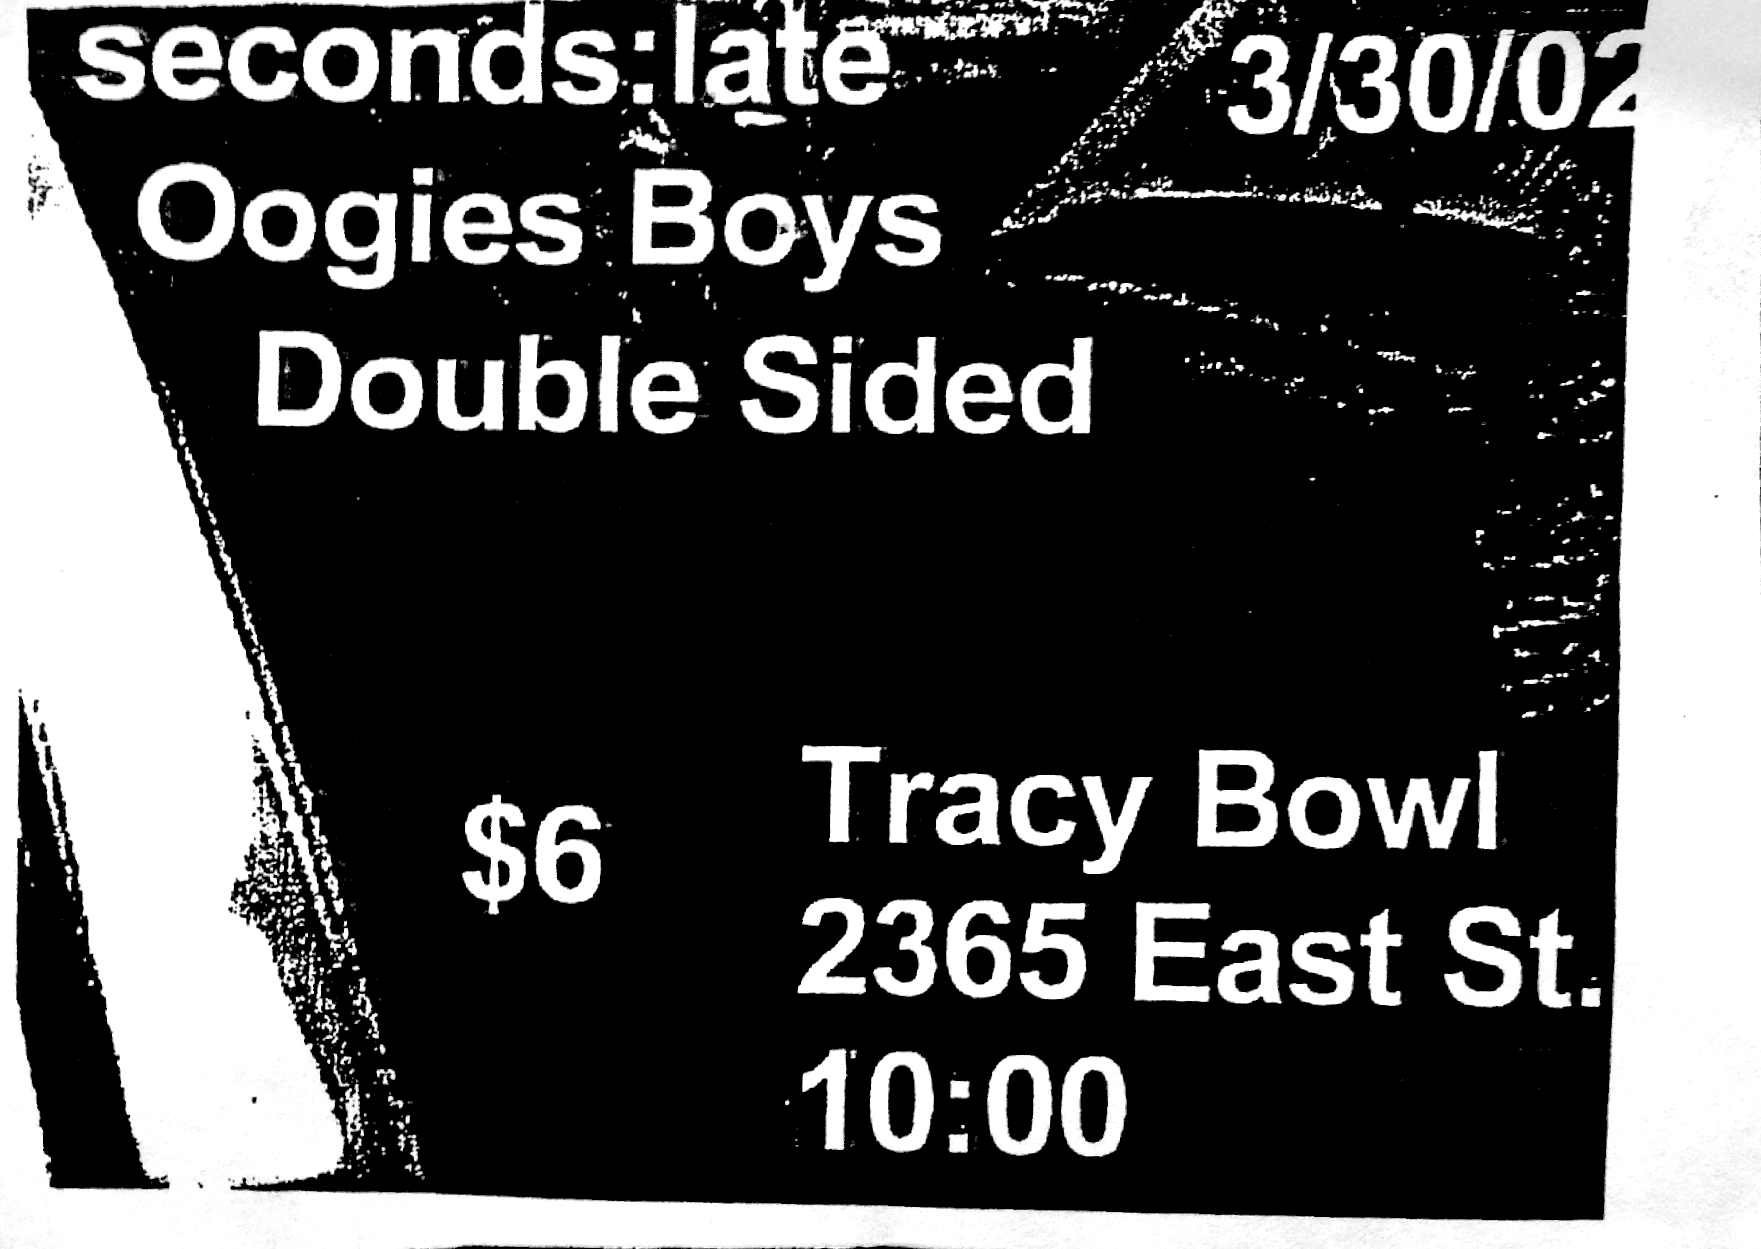 seconds:late
3/30/02
Oogies Boys
Double Sided
$6
Tracy Bowl
2365 East St.
10:00